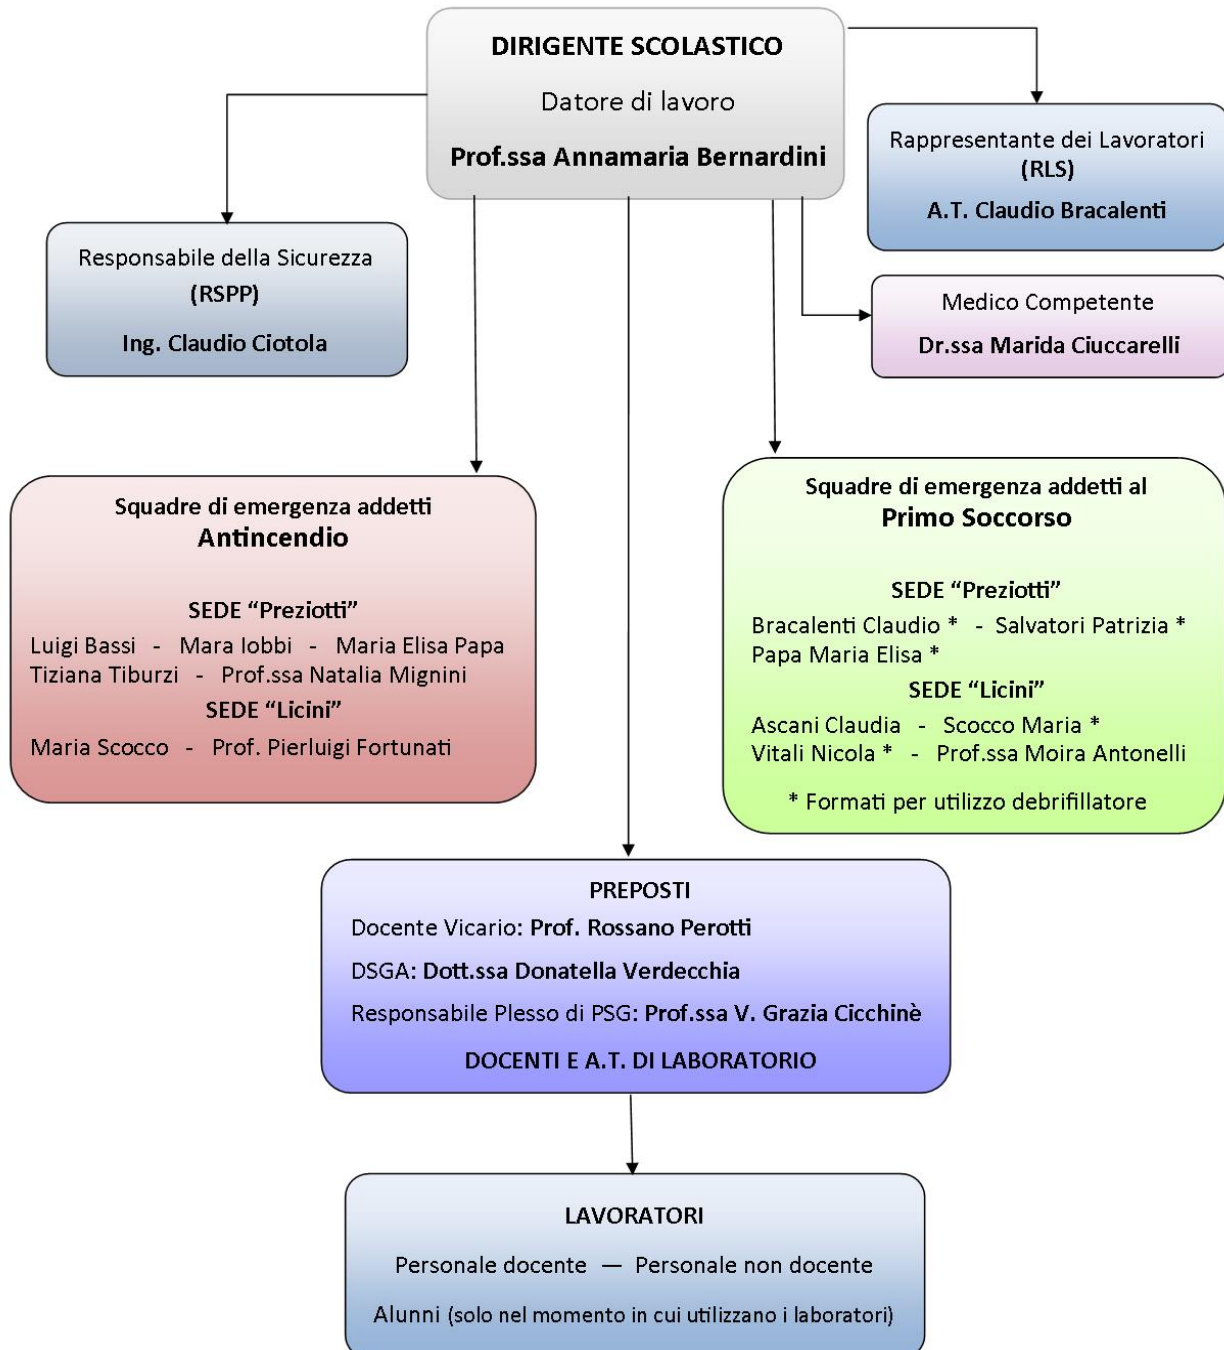 DIRIGENTE SCOLASTICO
Datore di lavoro
Prof.ssa Annamaria Bernardini
Rappresentante dei Lavoratori
(RLS)
A.T. Claudio Bracalenti
Responsabile della Sicurezza
(RSPP)
Ing. Claudio Ciotola
Medico Competente
Dr.ssa Marida Ciuccarelli
Squadre di emergenza addetti
Antincendio
SEDE “Preziotti”
Luigi Bassi - Mara Iobbi - Maria Elisa Papa
Tiziana Tiburzi - Prof.ssa Natalia Mignini
SEDE “Licini”
Maria Scocco - Prof. Pierluigi Fortunati
Squadre di emergenza addetti al
Primo Soccorso
SEDE “Preziotti”
Bracalenti Claudio * - Salvatori Patrizia *
Papa Maria Elisa *
SEDE “Licini”
Ascani Claudia - Scocco Maria *
Vitali Nicola * - Prof.ssa Moira Antonelli
* Formati per utilizzo debrifillatore
PREPOSTI
Docente Vicario: Prof. Rossano Perotti
DSGA: Dott.ssa Donatella Verdecchia
Responsabile Plesso di PSG: Prof.ssa V. Grazia Cicchinè
DOCENTI E A.T. DI LABORATORIO
LAVORATORI
Personale docente — Personale non docente
Alunni (solo nel momento in cui utilizzano i laboratori)